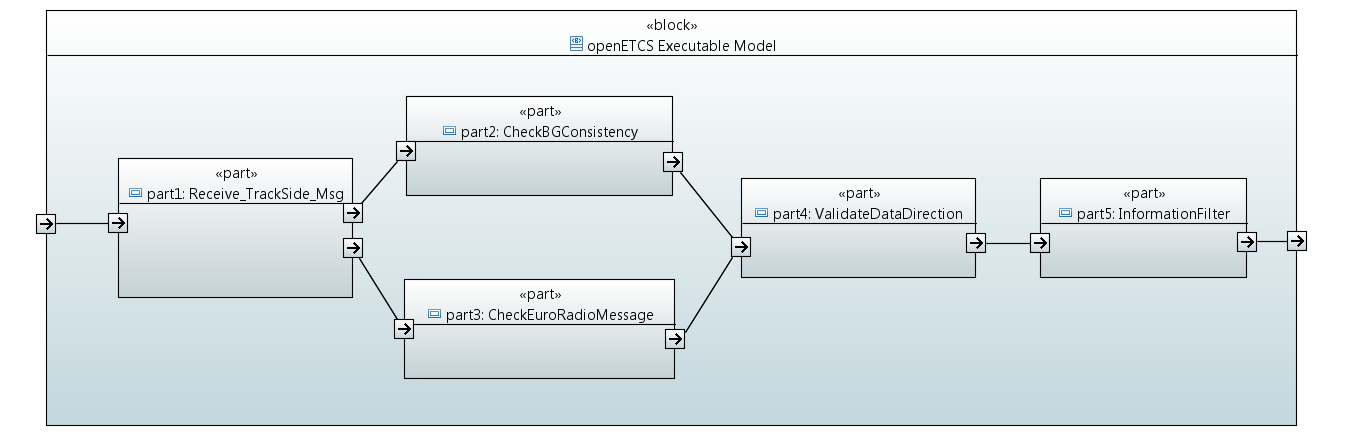 «block»
openETCS Executable Model
«part»
part1: Receive_TrackSide_Msg
«part»
part2: CheckBGConsistency
«part»
part3: CheckEuroRadioMessage
«part»
part4: ValidateDataDirection
«part»
part5: InformationFilter